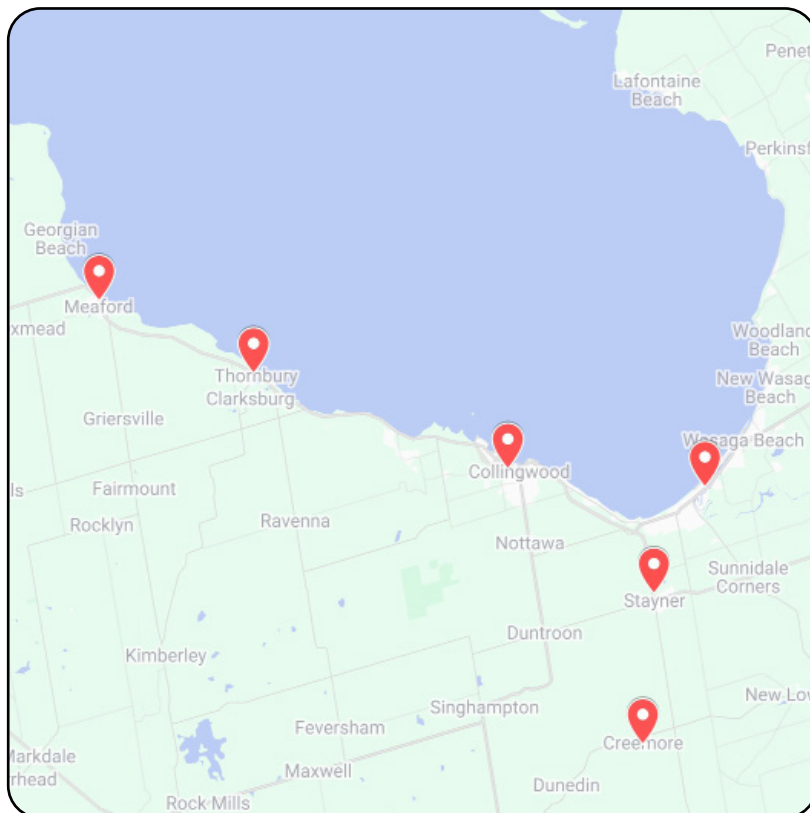 Penet
Lafontaine
Beach
Perkinsf
Georgian
Beach
Meaford
xmead
Woodland
Beach
Thornbury
Clarksburg
New Wasag
Beach
Griersville
Wasaga Beach
Collingwood
ls
Fairmount
Rocklyn
Ravenna
Nottawa
Sunnidale
Corners
Stayner
Duntroon
Kimberley
New Low
Singhampton
Feversham
Creemore
Markdale
rhead
Maxwell
Dunedin
Rock Mills